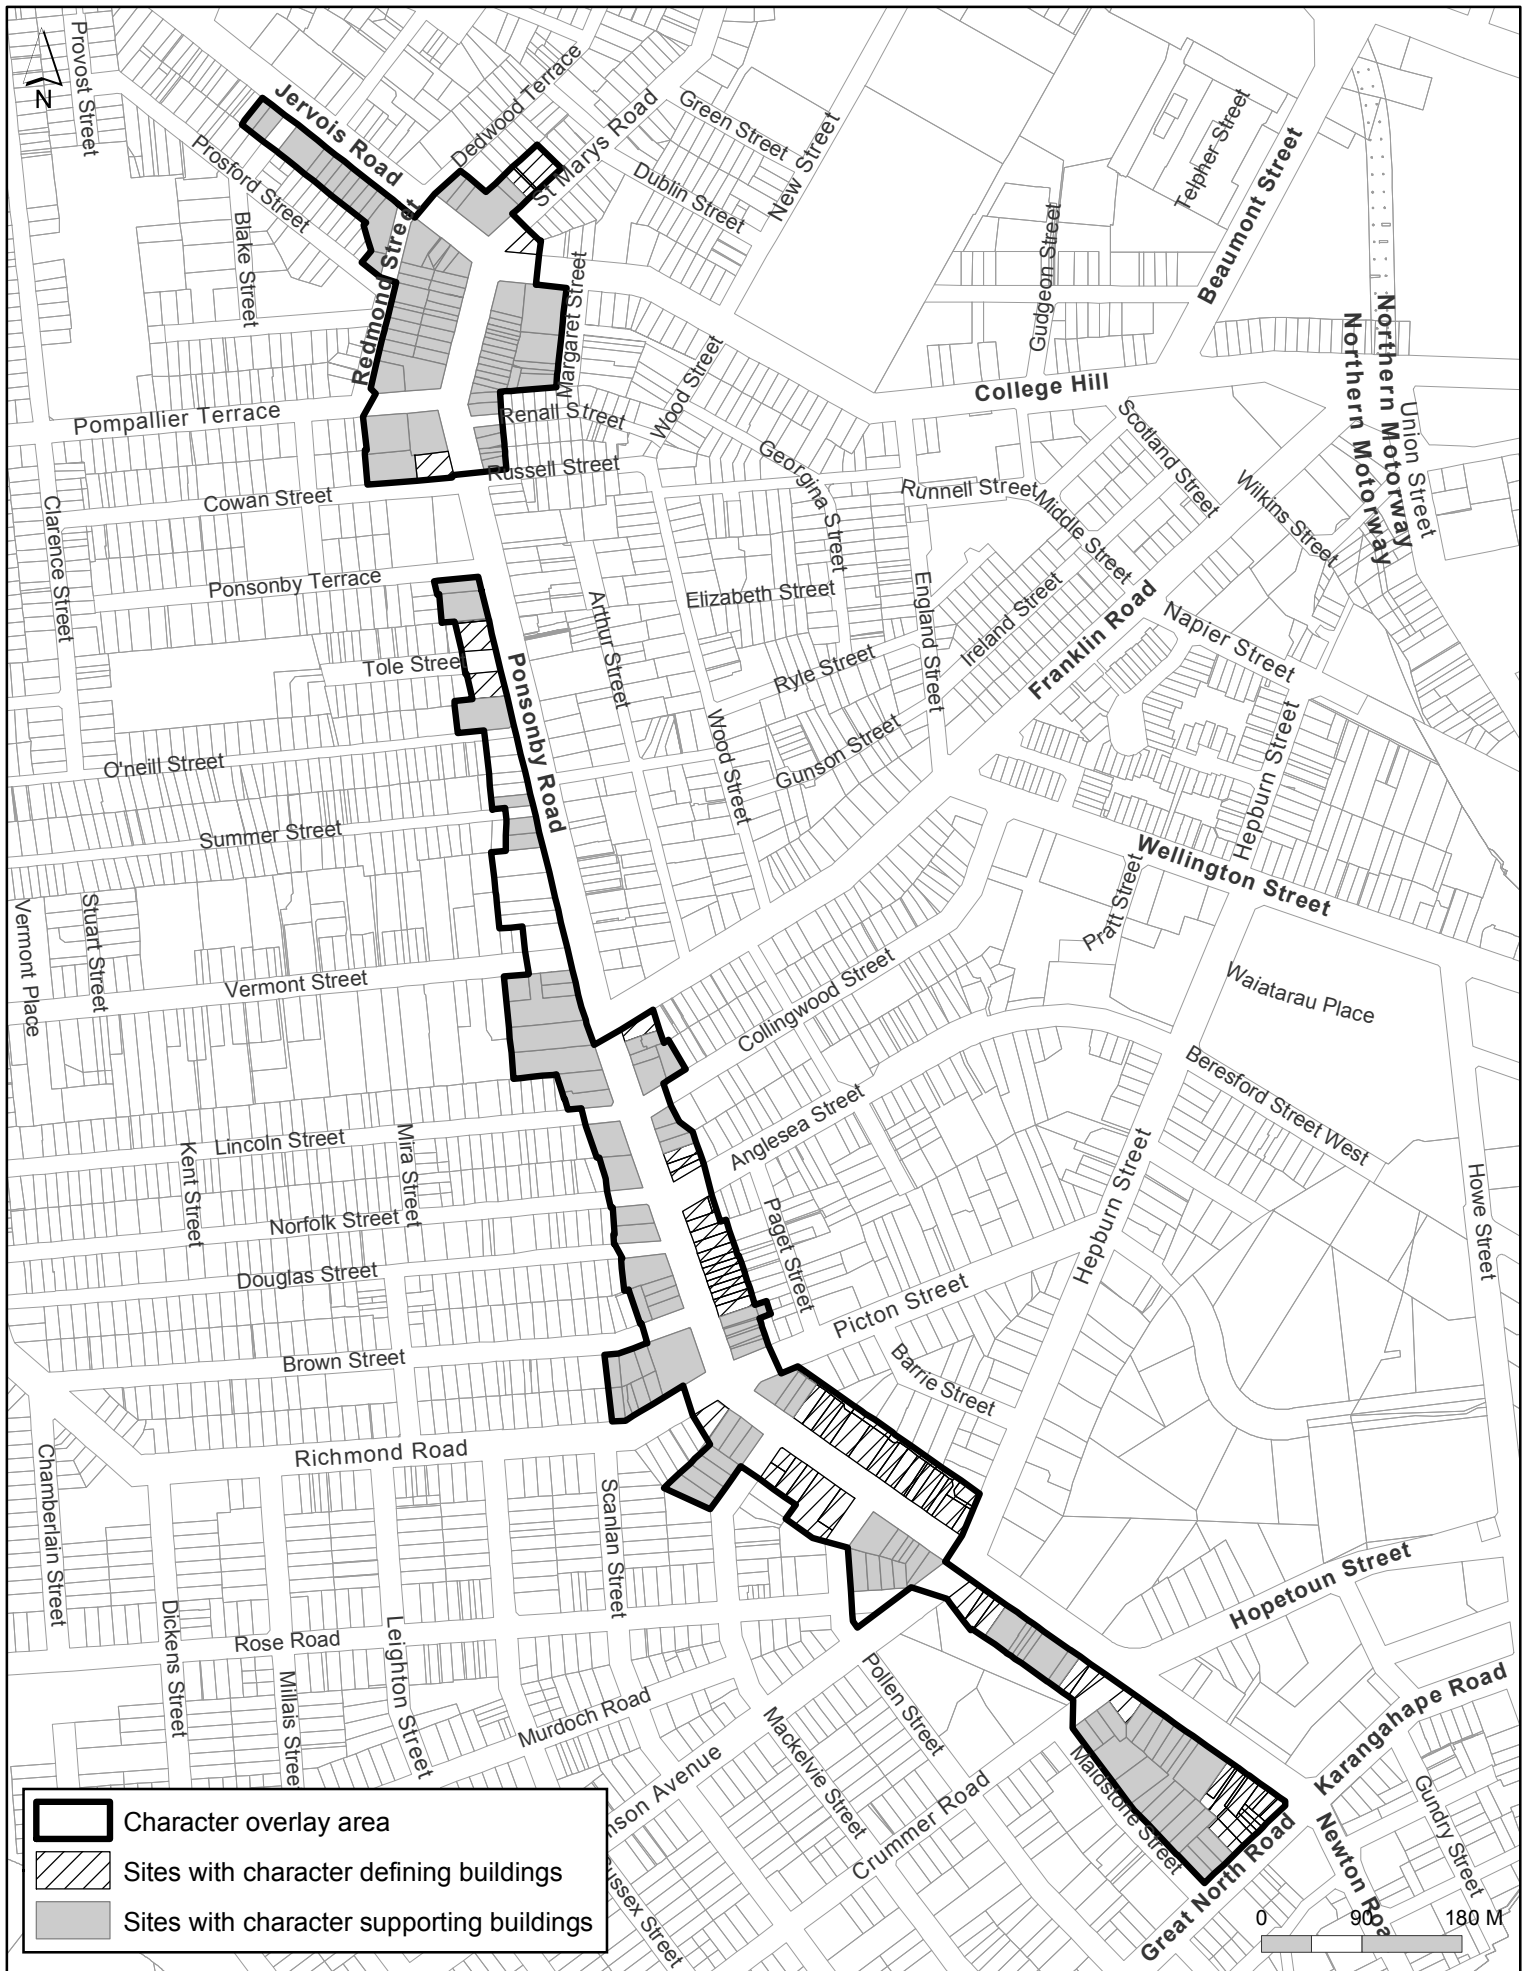 Provost Street
N
Jervois Road
Dedwood Terrace
St Marys Road
Green Street
New Street
Telpher Street
Beaumont Street
Prosford Street
Dublin Street
Blake Street
Redmond Street
Margaret Street
Gudgeon Street
Northern Motorway
Northern Motorway
Wood Street
College Hill
Pompallier Terrace
Renall Street
Scotland Street
Union Street
Russell Street
Georgina Street
Runnell Street
Middle Street
Wilkins Street
Cowan Street
Clarence Street
Ponsonby Terrace
Arthur Street
Elizabeth Street
England Street
Ireland Street
Franklin Road
Napier Street
Tole Street
Ponsonby Road
Ryle Street
Wood Street
Gunson Street
Hepburn Street
O'neill Street
Summer Street
Wellington Street
Pratt Street
Vermont Place
Stuart Street
Vermont Street
Collingwood Street
Waiatarau Place
Beresford Street West
Anglesea Street
Lincoln Street
Kent Street
Mira Street
Norfolk Street
Paget Street
Hepburn Street
Howe Street
Douglas Street
Picton Street
Brown Street
Barrie Street
Richmond Road
Chamberlain Street
Scanlan Street
Hopetoun Street
Dickens Street
Rose Road
Leighton Street
Millais Stree
Murdoch Road
Pollen Street
Mackelvie Street
Karangahape Road
Maidstone Street
Crummer Road
Gundry Street
nson Avenue
ussex Street
Great North Road
Newton Roa
Character overlay area
Sites with character defining buildings
Sites with character supporting buildings
0 90 180 M